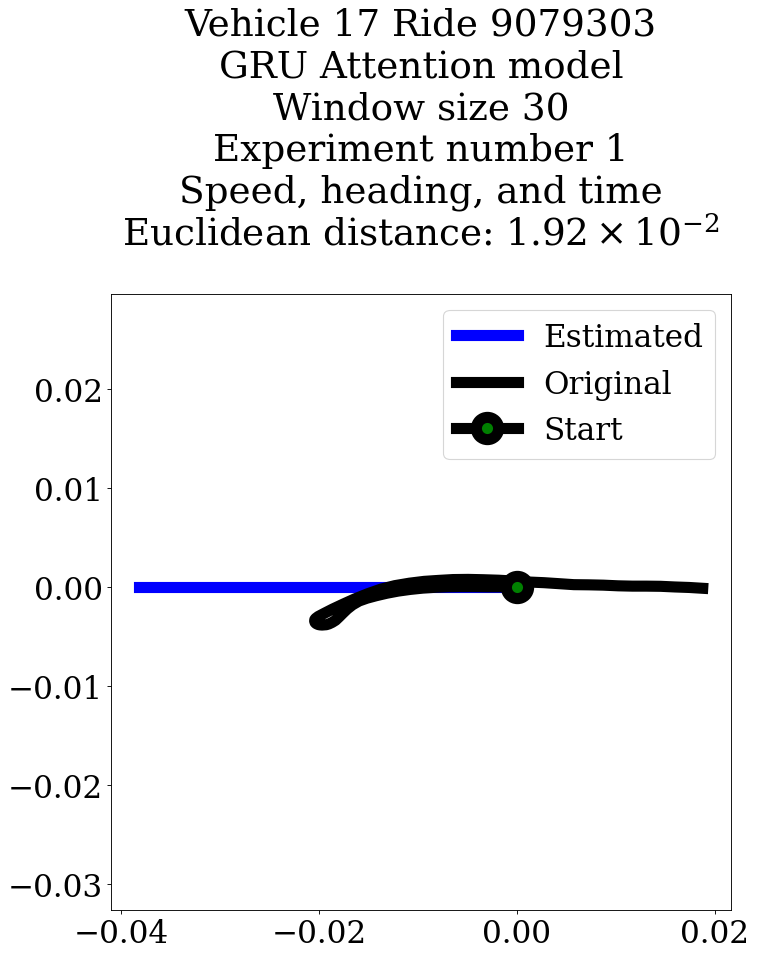 Vehicle 17 Ride 9079303
GRU Attention model
Window size 30
Experiment number 1
Speed, heading, and time
Euclidean distance: 1.92 × 10⁻²
Estimated
Original
Start
0.02
0.01
0.00
−0.01
−0.02
−0.03
−0.04 −0.02 0.00 0.02